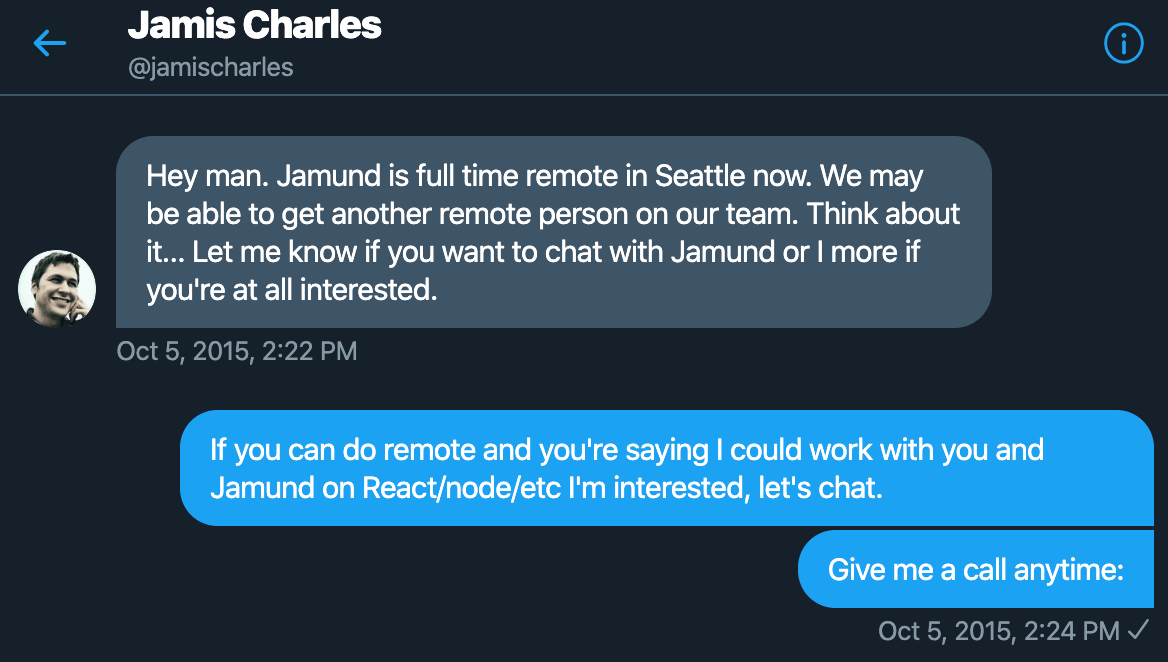 Jamis Charles
@jamischarles
Hey man. Jamund is full time remote in Seattle now. We may
be able to get another remote person on our team. Think about
it... Let me know if you want to chat with Jamund or I more if
you're at all interested.
Oct 5, 2015, 2:22 PM
If you can do remote and you're saying I could work with you and
Jamund on React/node/etc I'm interested, let's chat.
Give me a call anytime:
Oct 5, 2015, 2:24 PM